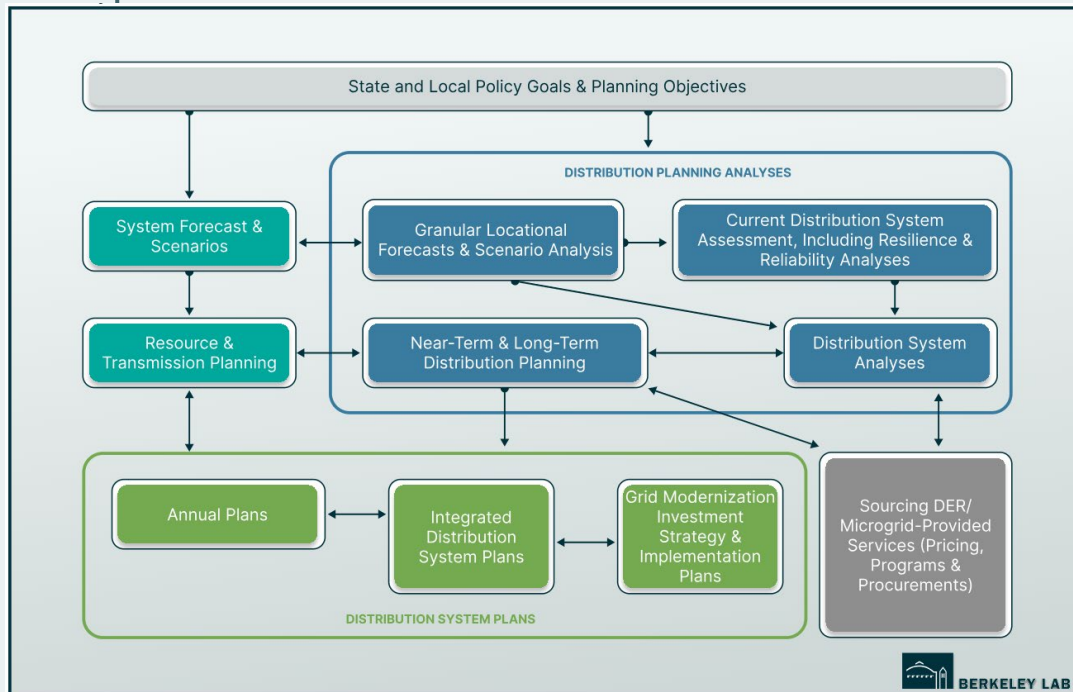 State and Local Policy Goals & Planning Objectives
DISTRIBUTION PLANNING ANALYSES
System Forecast &
Scenarios
Granular Locational
Forecasts & Scenario Analysis
Current Distribution System
Assessment, Including Resilience &
Reliability Analyses
Resource &
Transmission Planning
Near-Term & Long-Term
Distribution Planning
Distribution System
Analyses
Annual Plans
Integrated
Distribution
System Plans
Grid Modernization
Investment
Strategy &
Implementation
Plans
Sourcing DER/
Microgrid-Provided
Services (Pricing,
Programs &
Procurements)
DISTRIBUTION SYSTEM PLANS
BERKELEY LAB